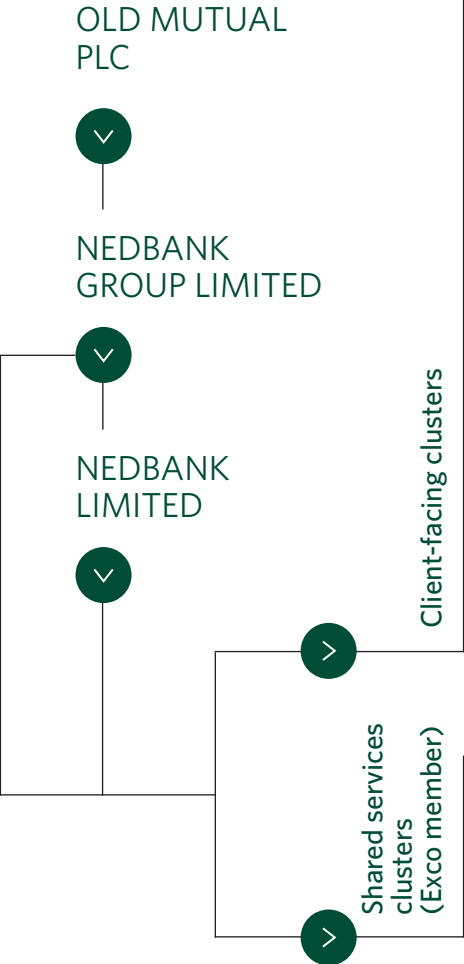 OLD MUTUAL
PLC
NEDBANK
GROUP LIMITED
NEDBANK
LIMITED
Client-facing clusters
Shared services
clusters
(Exco member)